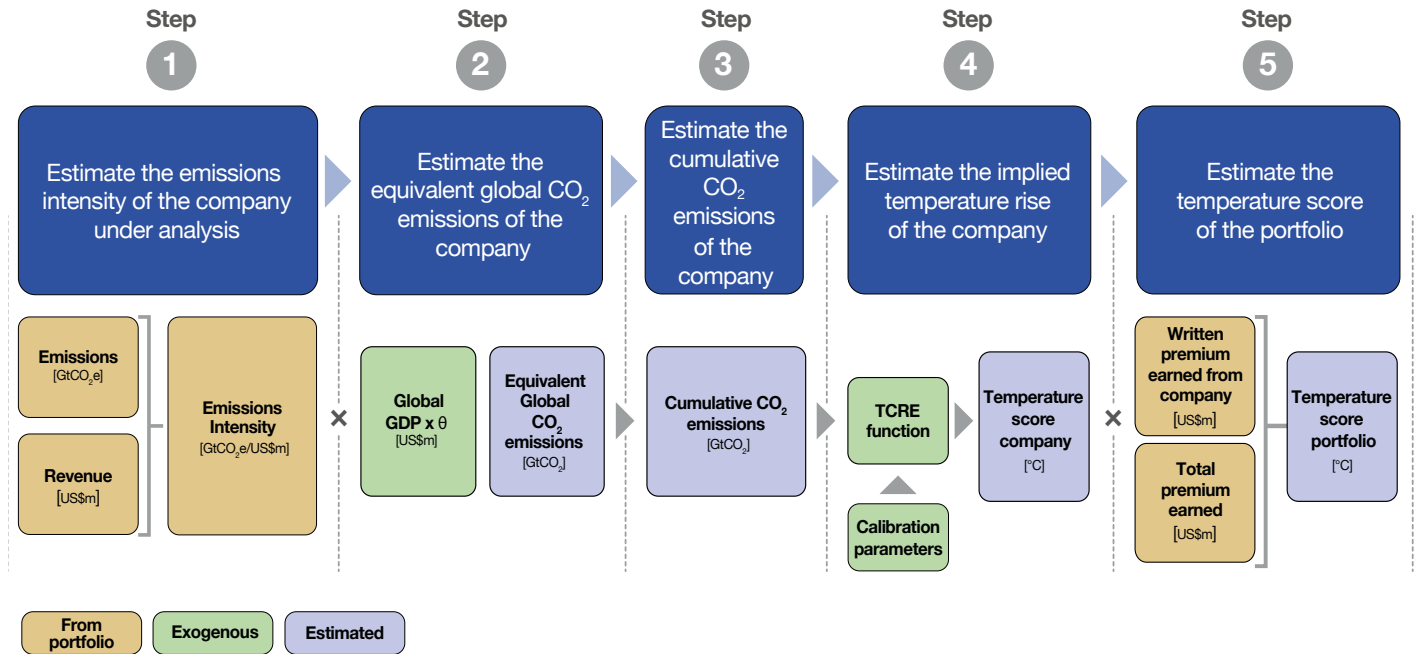 Step
1
Step
2
Step
3
Step
4
Step
5
Estimate the emissions
intensity of the company
under analysis
Estimate the
equivalent global CO₂
emissions of the
company
Estimate the
cumulative
CO₂
emissions
of the
company
Estimate the implied
temperature rise
of the company
Estimate the
temperature score
of the portfolio
Emissions
[GtCO₂e]
Revenue
[US$m]
Emissions
Intensity
[GtCO₂e/US$m]
×
Global
GDP x θ
[US$m]
Equivalent
Global
CO₂
emissions
[GtCO₂]
Cumulative CO₂
emissions
[GtCO₂]
TCRE
function
Calibration
parameters
Temperature
score
company
[°C]
×
Written
premium
earned from
company
[US$m]
Total
premium
earned
[US$m]
Temperature
score
portfolio
[°C]
From
portfolio
Exogenous
Estimated